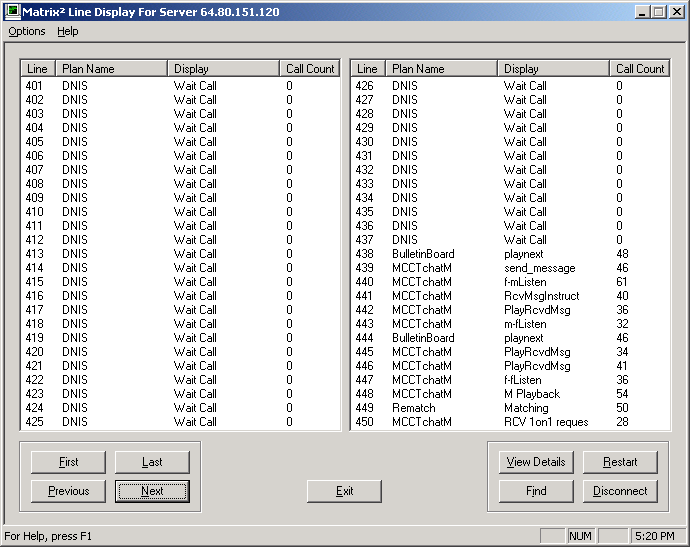 Matrix² Line Display For Server 64.80.151.120
Options Help
Line Plan Name Display Call Count
401 DNIS Wait Call 0
402 DNIS Wait Call 0
403 DNIS Wait Call 0
404 DNIS Wait Call 0
405 DNIS Wait Call 0
406 DNIS Wait Call 0
407 DNIS Wait Call 0
408 DNIS Wait Call 0
409 DNIS Wait Call 0
410 DNIS Wait Call 0
411 DNIS Wait Call 0
412 DNIS Wait Call 0
413 DNIS Wait Call 0
414 DNIS Wait Call 0
415 DNIS Wait Call 0
416 DNIS Wait Call 0
417 DNIS Wait Call 0
418 DNIS Wait Call 0
419 DNIS Wait Call 0
420 DNIS Wait Call 0
421 DNIS Wait Call 0
422 DNIS Wait Call 0
423 DNIS Wait Call 0
424 DNIS Wait Call 0
425 DNIS Wait Call 0
Line Plan Name Display Call Count
426 DNIS Wait Call 0
427 DNIS Wait Call 0
428 DNIS Wait Call 0
429 DNIS Wait Call 0
430 DNIS Wait Call 0
431 DNIS Wait Call 0
432 DNIS Wait Call 0
433 DNIS Wait Call 0
434 DNIS Wait Call 0
435 DNIS Wait Call 0
436 DNIS Wait Call 0
437 DNIS Wait Call 0
438 BulletinBoard playnext 48
439 MCCTchatM send_message 46
440 MCCTchatM f-mListen 61
441 MCCTchatM RcvMsgInstruct 40
442 MCCTchatM PlayRcvdMsg 36
443 MCCTchatM m-fListen 32
444 BulletinBoard playnext 46
445 MCCTchatM PlayRcvdMsg 34
446 MCCTchatM PlayRcvdMsg 41
447 MCCTchatM f-fListen 36
448 MCCTchatM M Playback 54
449 Rematch Matching 50
450 MCCTchatM RCV 1on1 reques 28
First Last
Previous Next
Exit
View Details Restart
Find Disconnect
For Help, press F1
NUM
5:20 PM